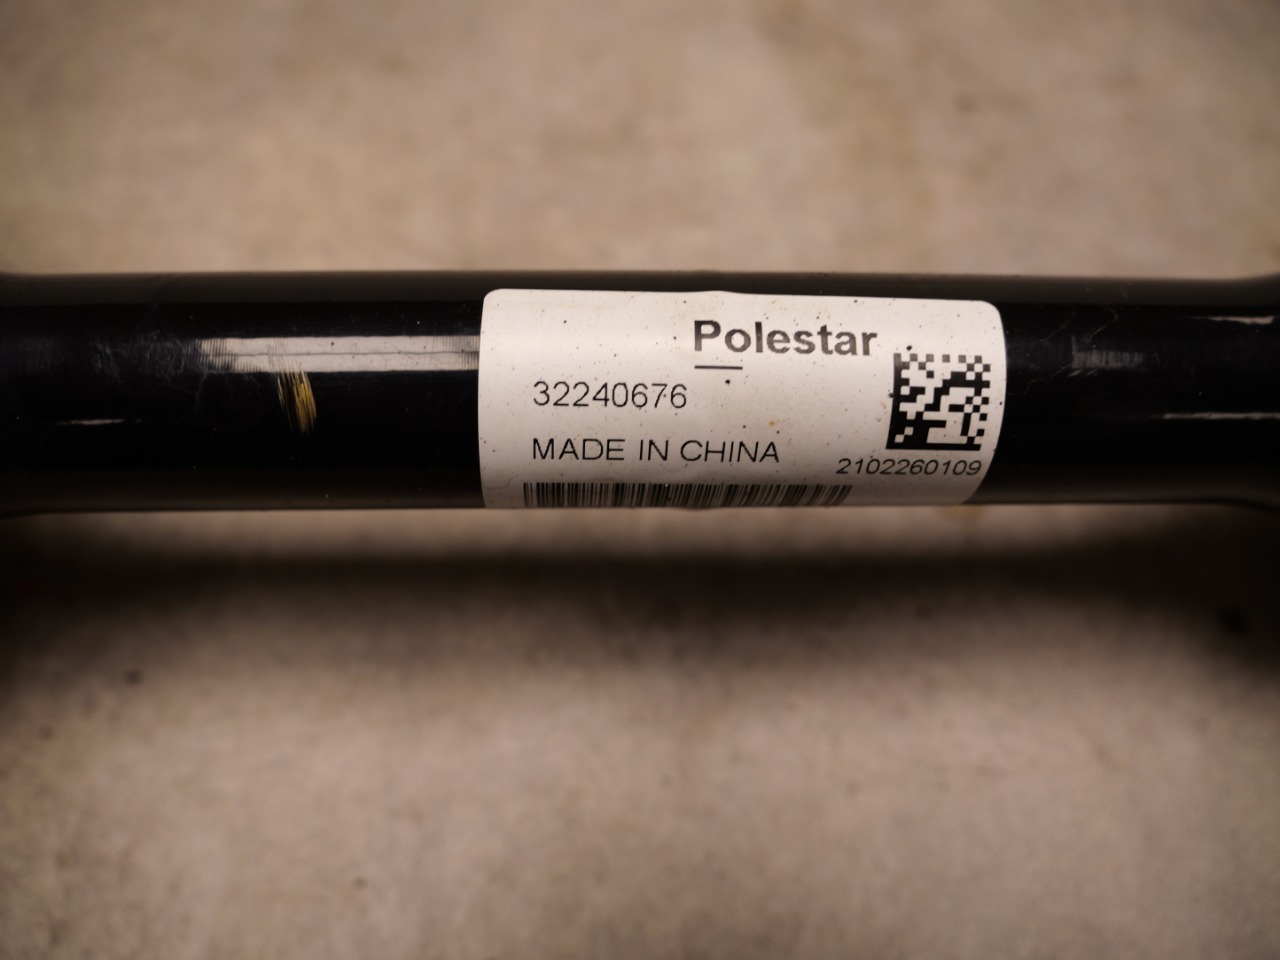 Polestar
32240676
MADE IN CHINA
2102260109